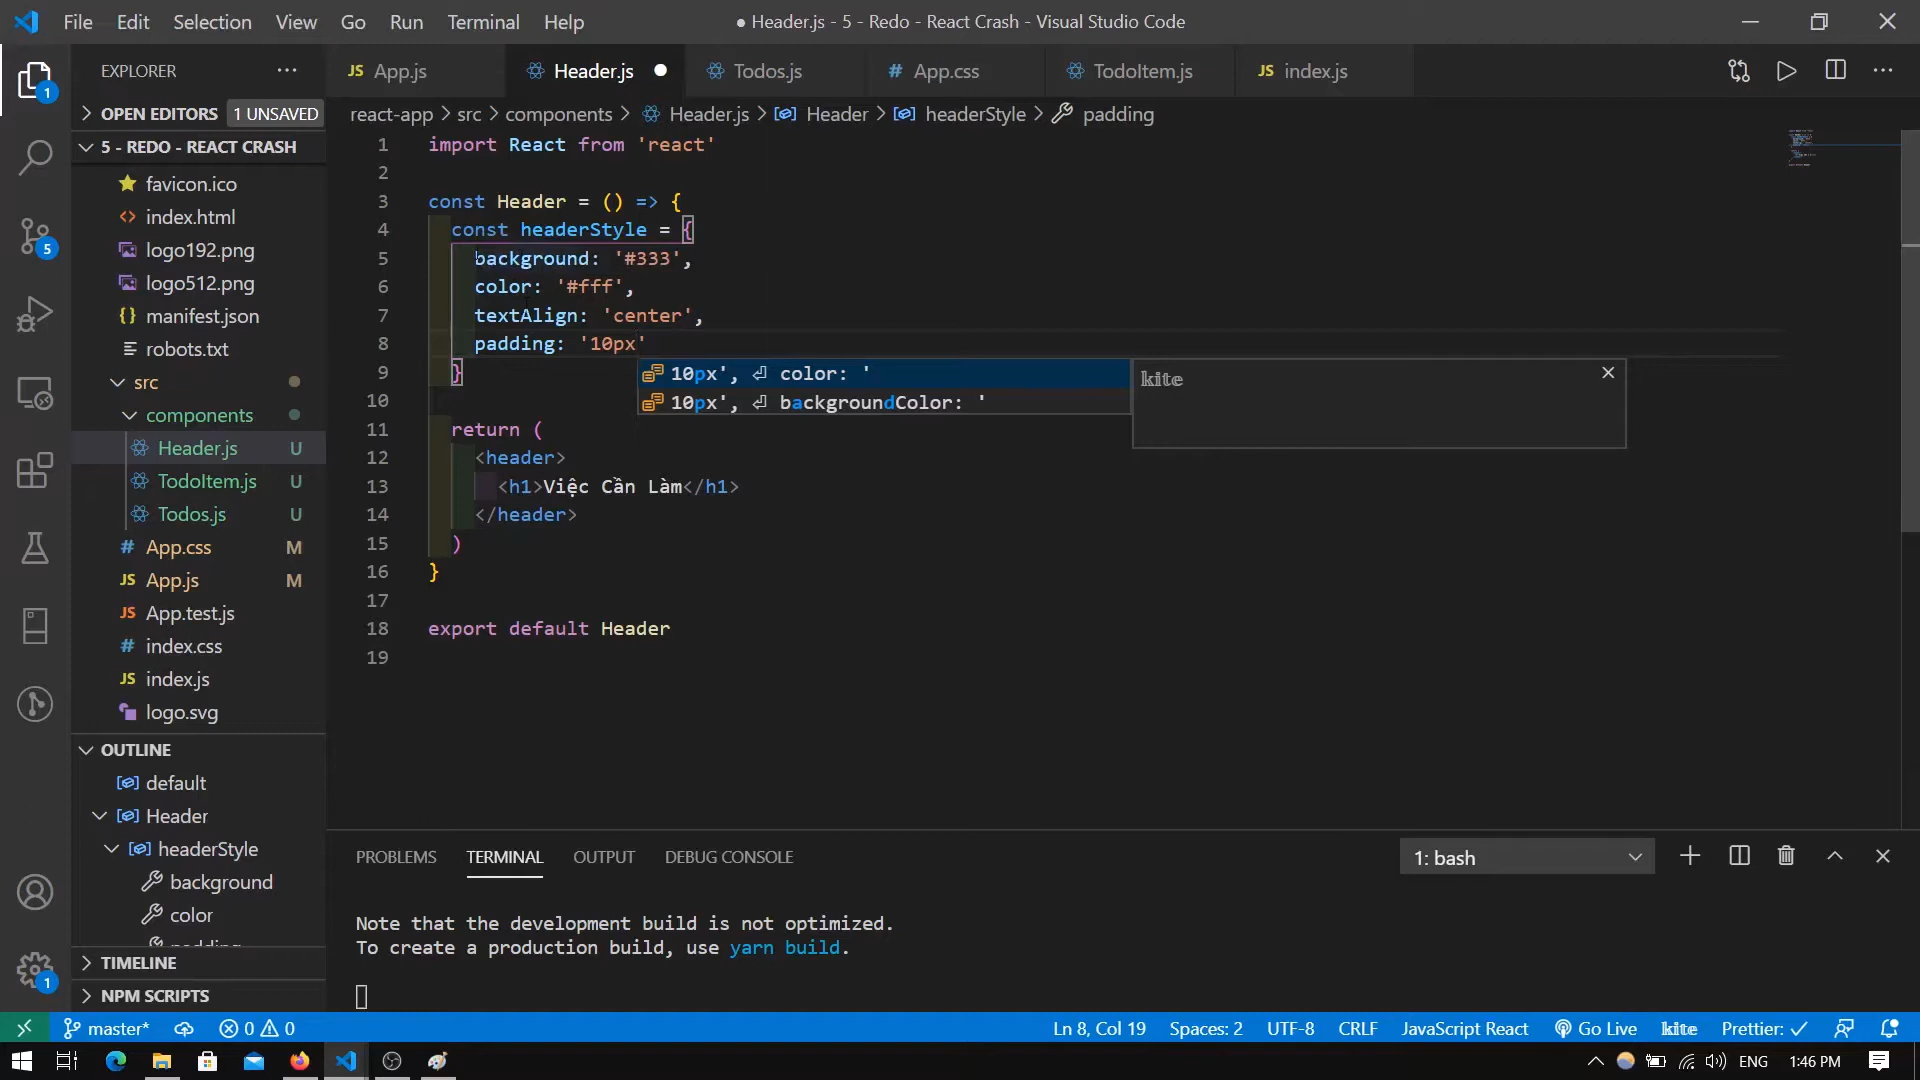 File Edit Selection View Go Run Terminal Help
● Header.js - 5 - Redo - React Crash - Visual Studio Code
EXPLORER
JS App.js
Header.js
Todos.js
# App.css
TodoItem.js
JS index.js
OPEN EDITORS 1 UNSAVED
react-app > src > components > Header.js > Header > headerStyle > padding
5 - REDO - REACT CRASH
favicon.ico
index.html
logo192.png
logo512.png
manifest.json
robots.txt
src
components
Header.js U
TodoItem.js U
Todos.js U
# App.css M
JS App.js M
JS App.test.js
# index.css
JS index.js
logo.svg
OUTLINE
default
Header
headerStyle
background
color
padding
TIMELINE
NPM SCRIPTS
1 import React from 'react'
2
3 const Header = () => {
4 const headerStyle = {
5 background: '#333',
6 color: '#fff',
7 textAlign: 'center',
8 padding: '10px'
9 }
10
11 return (
12 <header>
13 <h1>Việc Cần Làm</h1>
14 </header>
15 )
16 }
17
18 export default Header
19
10px', ⏎ color: '
10px', ⏎ backgroundColor: '
kite
PROBLEMS TERMINAL OUTPUT DEBUG CONSOLE
1: bash
Note that the development build is not optimized.
To create a production build, use yarn build.
1
5
1
master* 0 0
Ln 8, Col 19 Spaces: 2 UTF-8 CRLF JavaScript React Go Live kite Prettier: ✓
ENG 1:46 PM